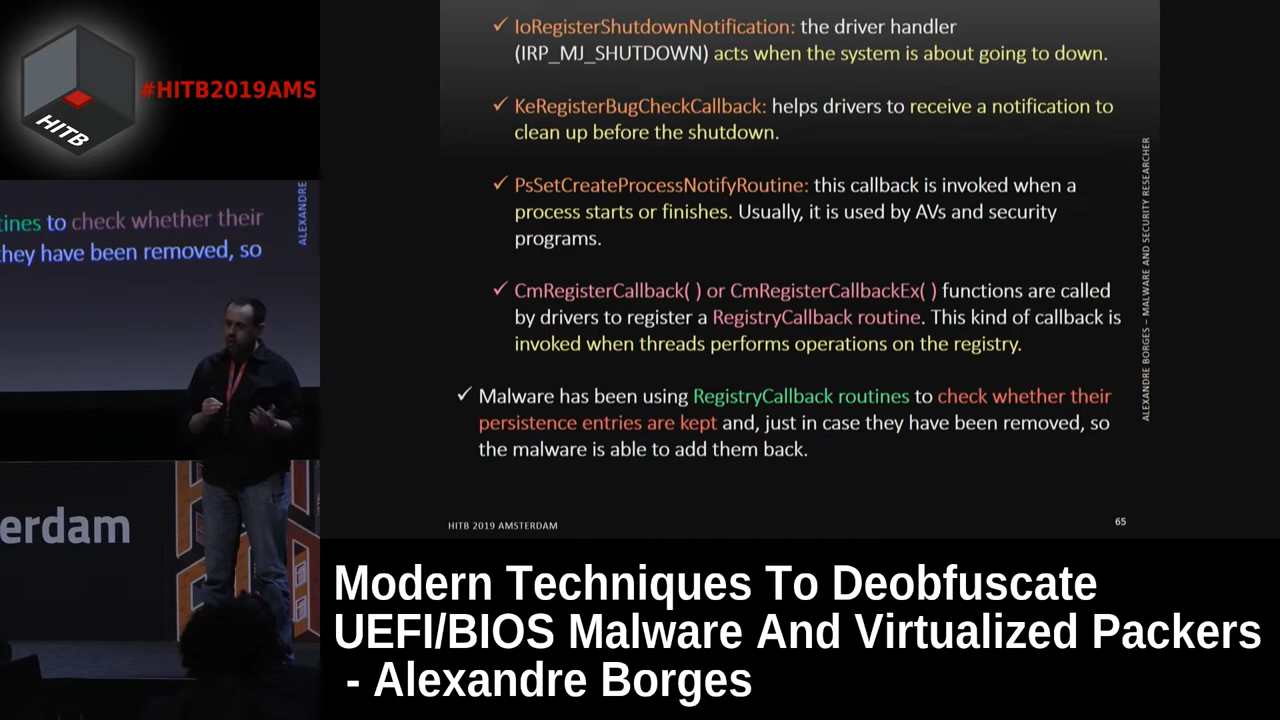 #HITB2019AMS
HITB
tines to check whether their
they have been removed, so
ALEXANDRE
erdam
✓ IoRegisterShutdownNotification: the driver handler
(IRP_MJ_SHUTDOWN) acts when the system is about going to down.
✓ KeRegisterBugCheckCallback: helps drivers to receive a notification to
clean up before the shutdown.
✓ PsSetCreateProcessNotifyRoutine: this callback is invoked when a
process starts or finishes. Usually, it is used by AVs and security
programs.
✓ CmRegisterCallback( ) or CmRegisterCallbackEx( ) functions are called
by drivers to register a RegistryCallback routine. This kind of callback is
invoked when threads performs operations on the registry.
✓ Malware has been using RegistryCallback routines to check whether their
persistence entries are kept and, just in case they have been removed, so
the malware is able to add them back.
ALEXANDRE BORGES – MALWARE AND SECURITY RESEARCHER
HITB 2019 AMSTERDAM
65
Modern Techniques To Deobfuscate
UEFI/BIOS Malware And Virtualized Packers
- Alexandre Borges